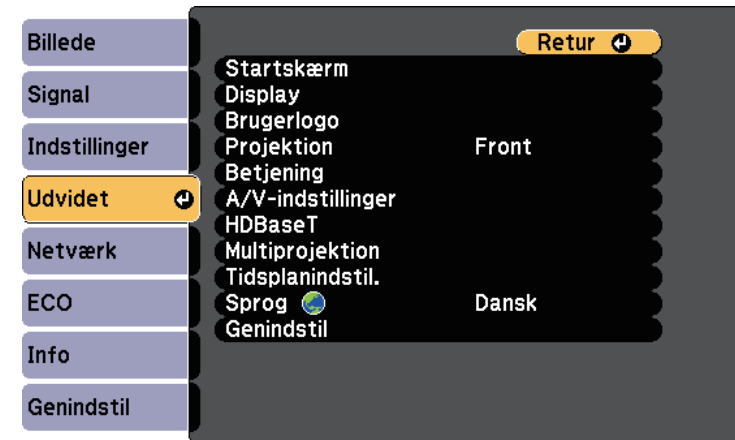 Billede
Signal
Indstillinger
Udvidet
Netværk
ECO
Info
Genindstil
Retur
Startskærm
Display
Brugerlogo
Projektion Front
Betjening
A/V-indstillinger
HDBaseT
Multiprojektion
Tidsplanindstil.
Sprog Dansk
Genindstil